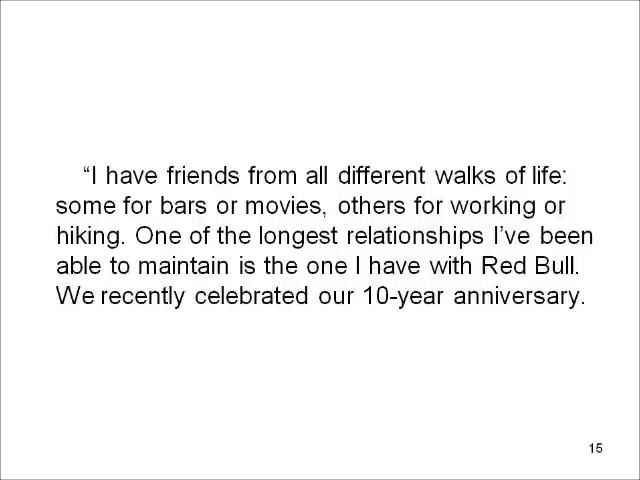 “I have friends from all different walks of life:
some for bars or movies, others for working or
hiking. One of the longest relationships I’ve been
able to maintain is the one I have with Red Bull.
We recently celebrated our 10-year anniversary.
15